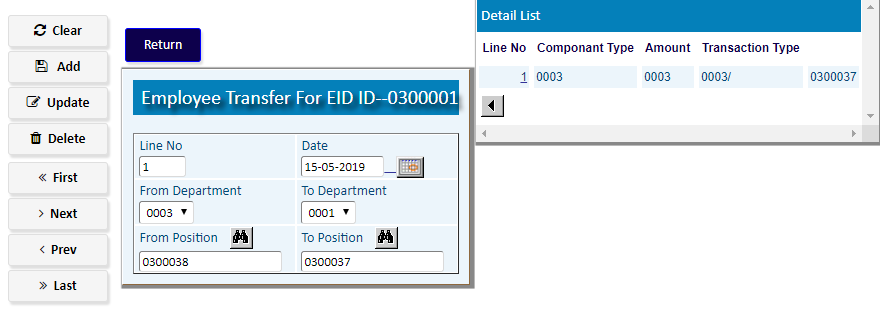 Clear
Add
Update
Delete
First
Next
Prev
Last
Return
Employee Transfer For EID ID--0300001
Line No Date
1 15-05-2019
From Department To Department
0003 0001
From Position To Position
0300038 0300037
Detail List
Line No Componant Type Amount Transaction Type
1 0003 0003 0003/ 0300037